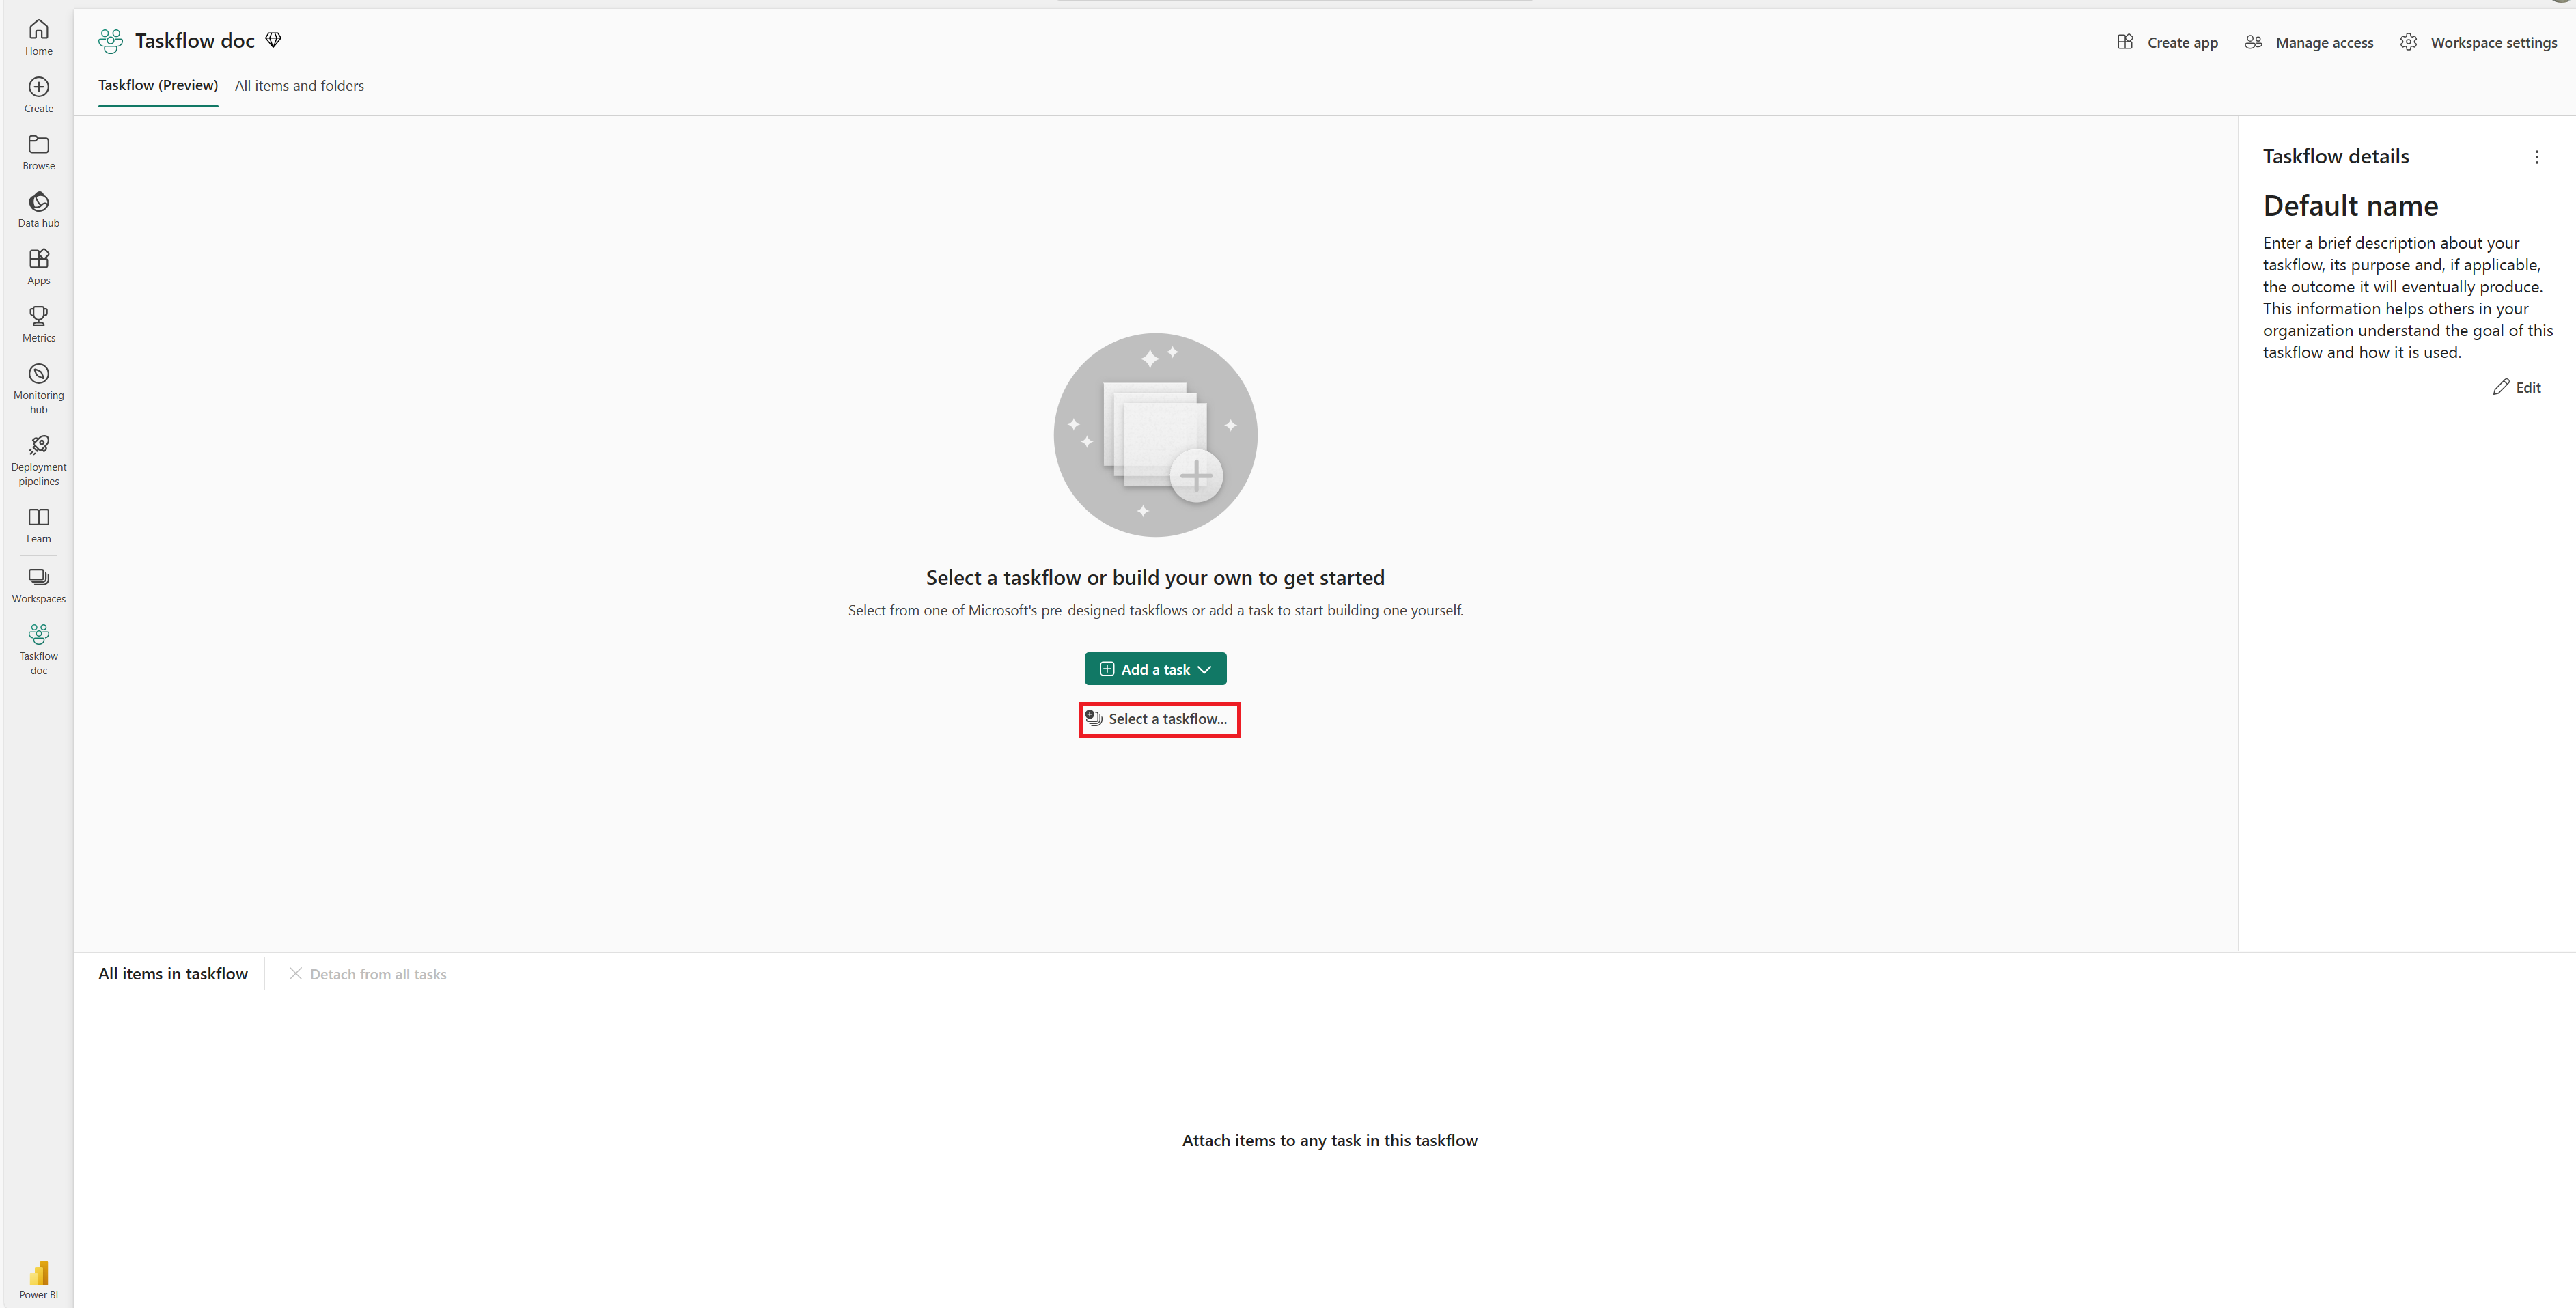 Home
Create
Browse
Data hub
Apps
Metrics
Monitoring
hub
Deployment
pipelines
Learn
Workspaces
Taskflow
doc
Power BI
Taskflow doc
Create app
Manage access
Workspace settings
Taskflow (Preview)
All items and folders
Select a taskflow or build your own to get started
Select from one of Microsoft's pre-designed taskflows or add a task to start building one yourself.
Add a task
Select a taskflow...
Taskflow details
Default name
Enter a brief description about your
taskflow, its purpose and, if applicable,
the outcome it will eventually produce.
This information helps others in your
organization understand the goal of this
taskflow and how it is used.
Edit
All items in taskflow
Detach from all tasks
Attach items to any task in this taskflow